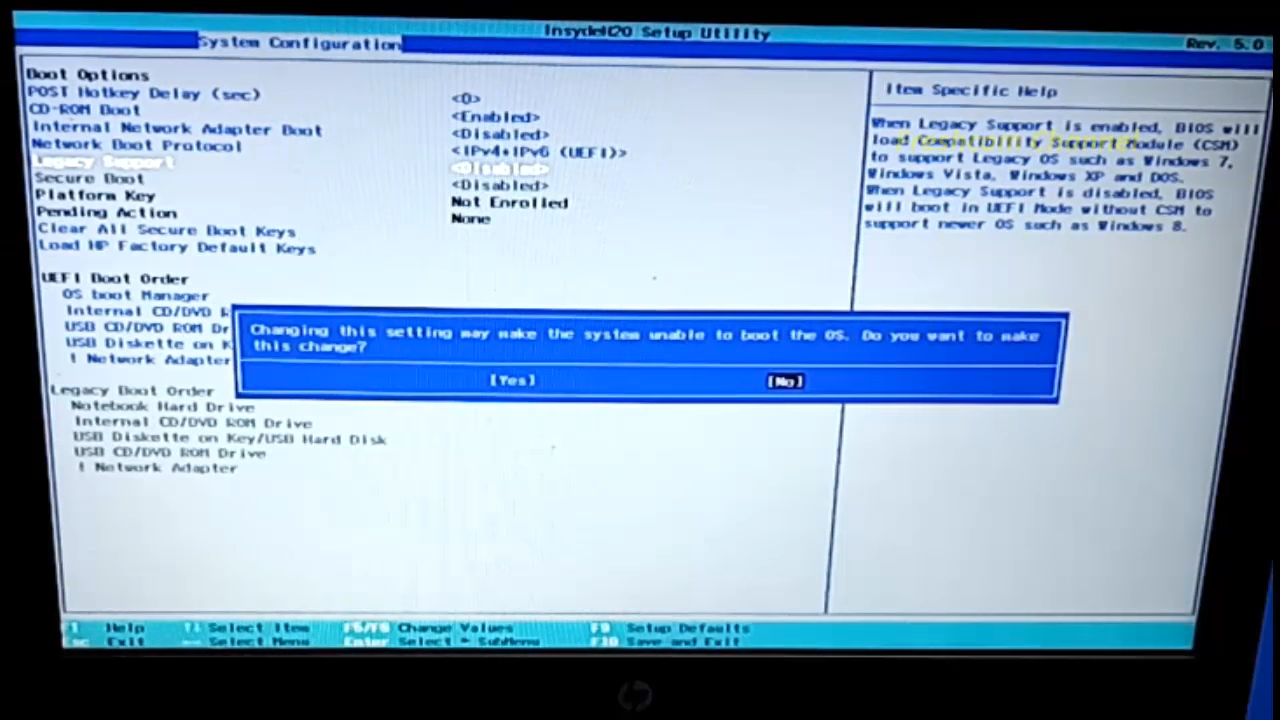 InsydeH20 Setup Utility
Rev. 5.0
System Configuration
Boot Options
POST Hotkey Delay (sec) <0>
CD-ROM Boot <Enabled>
Internal Network Adapter Boot <Disabled>
Network Boot Protocol <IPv4+IPv6 (UEFI)>
Legacy Support <Disabled>
Secure Boot <Disabled>
Platform Key Not Enrolled
Pending Action None
Clear All Secure Boot Keys
Load HP Factory Default Keys
UEFI Boot Order
OS boot Manager
Internal CD/DVD R
USB CD/DVD ROM Dr
USB Diskette on K
! Network Adapter
Legacy Boot Order
Notebook Hard Drive
Internal CD/DVD ROM Drive
USB Diskette on Key/USB Hard Disk
USB CD/DVD ROM Drive
! Network Adapter
Changing this setting may make the system unable to boot the OS. Do you want to make
this change?
[Yes] [No]
Item Specific Help
When Legacy Support is enabled, BIOS will
load Compatibility Support Module (CSM)
to support Legacy OS such as Windows 7,
Windows Vista, Windows XP and DOS.
When Legacy Support is disabled, BIOS
will boot in UEFI Mode without CSM to
support newer OS such as Windows 8.
Help Select Item F5/F6 Change Values F9 Setup Defaults
Esc Exit Select Menu Enter Select ▸ SubMenu F10 Save and Exit
hp